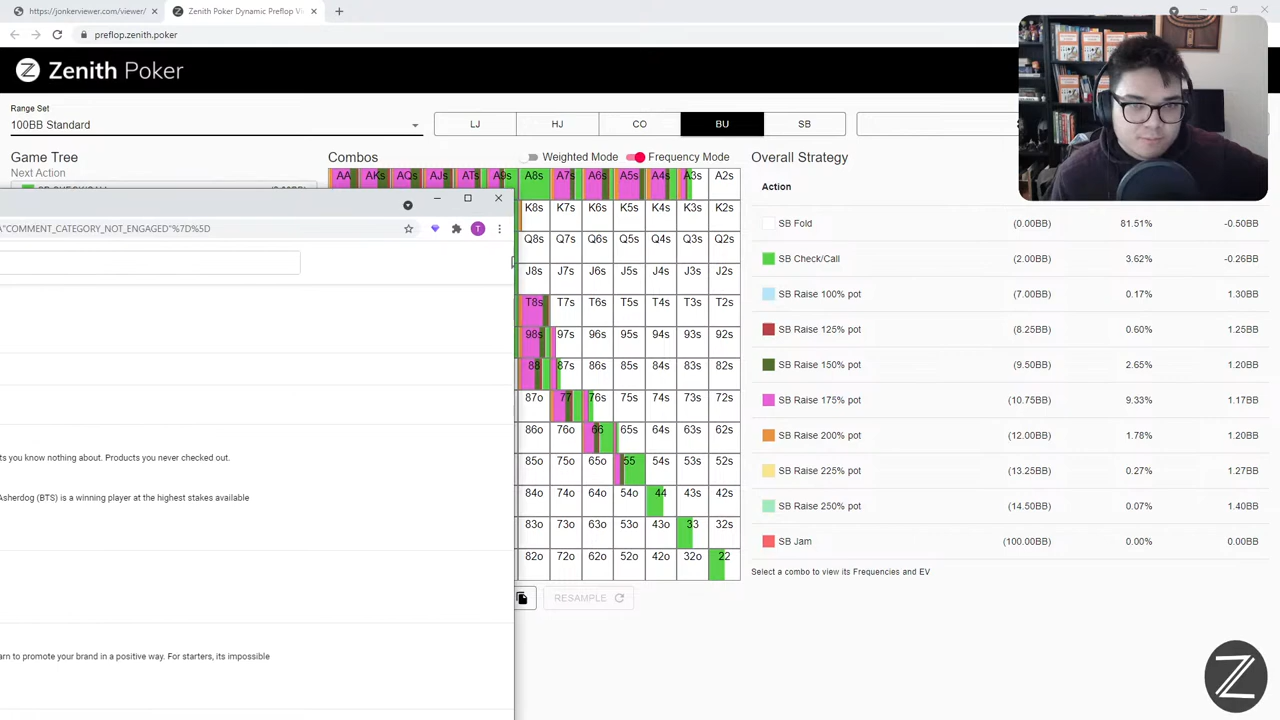 https://jonkerviewer.com/viewer/
Zenith Poker Dynamic Preflop Vi
preflop.zenith.poker
Zenith Poker
Range Set
100BB Standard
LJ
HJ
CO
BU
SB
Game Tree
Next Action
Combos
Weighted Mode
Frequency Mode
Overall Strategy
AA AKs AQs AJs ATs A9s A8s A7s A6s A5s A4s A3s A2s
K8s K7s K6s K5s K4s K3s K2s
Q8s Q7s Q6s Q5s Q4s Q3s Q2s
J8s J7s J6s J5s J4s J3s J2s
T8s T7s T6s T5s T4s T3s T2s
98s 97s 96s 95s 94s 93s 92s
88 87s 86s 85s 84s 83s 82s
87o 77 76s 75s 74s 73s 72s
86o 76o 66 65s 64s 63s 62s
85o 75o 65o 55 54s 53s 52s
84o 74o 64o 54o 44 43s 42s
83o 73o 63o 53o 43o 33 32s
82o 72o 62o 52o 42o 32o 22
RESAMPLE
A"COMMENT_CATEGORY_NOT_ENGAGED"%7D%5D
T
ts you know nothing about. Products you never checked out.
Asherdog (BTS) is a winning player at the highest stakes available
arn to promote your brand in a positive way. For starters, its impossible
Action
SB Fold (0.00BB) 81.51% -0.50BB
SB Check/Call (2.00BB) 3.62% -0.26BB
SB Raise 100% pot (7.00BB) 0.17% 1.30BB
SB Raise 125% pot (8.25BB) 0.60% 1.25BB
SB Raise 150% pot (9.50BB) 2.65% 1.20BB
SB Raise 175% pot (10.75BB) 9.33% 1.17BB
SB Raise 200% pot (12.00BB) 1.78% 1.20BB
SB Raise 225% pot (13.25BB) 0.27% 1.27BB
SB Raise 250% pot (14.50BB) 0.07% 1.40BB
SB Jam (100.00BB) 0.00% 0.00BB
Select a combo to view its Frequencies and EV